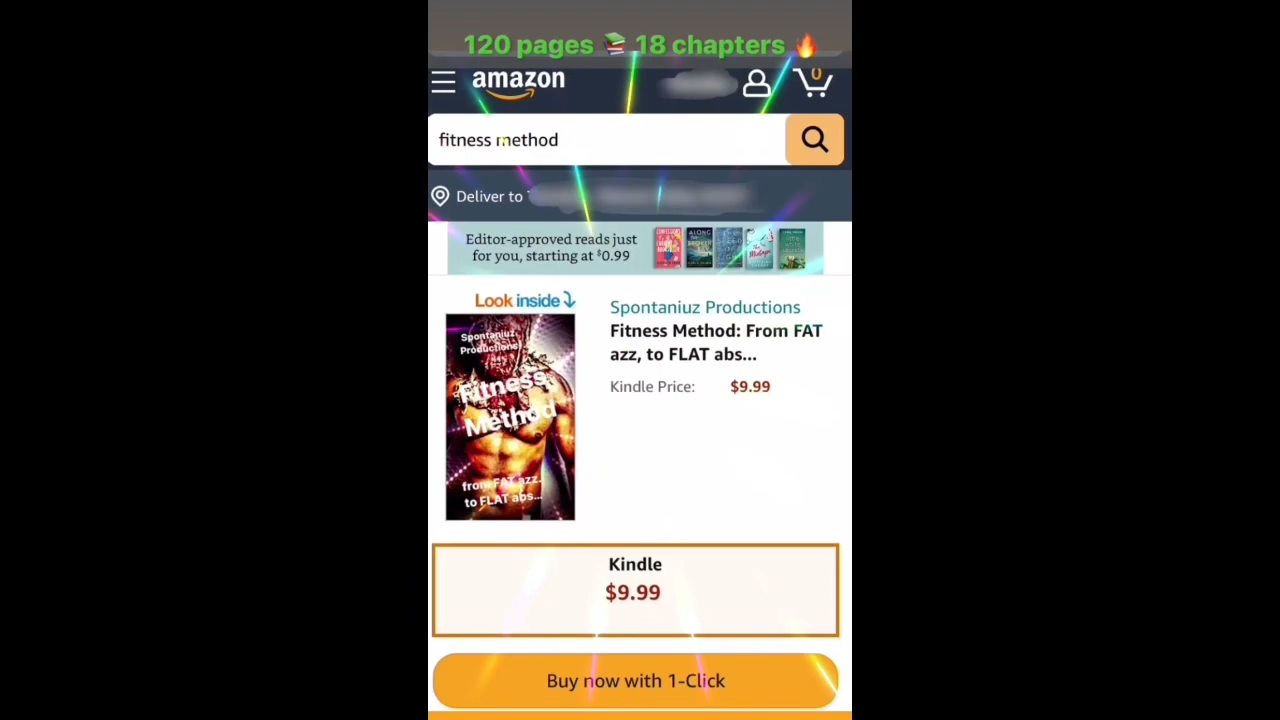 120 pages 📚 18 chapters 🔥
amazon
0
fitness method
Deliver to
Editor-approved reads just
for you, starting at $0.99
Look inside
Spontaniuz Productions
Fitness Method: From FAT
azz, to FLAT abs...
Kindle Price: $9.99
Spontaniuz
Productions
Fitness
Method
from FAT azz.
to FLAT abs...
Kindle
$9.99
Buy now with 1-Click